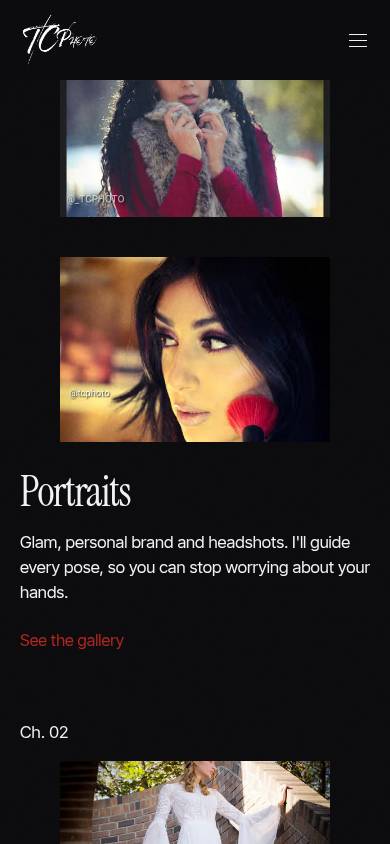 TCPHOTO
@_TCPHOTO
@tcphoto
Portraits
Glam, personal brand and headshots. I'll guide
every pose, so you can stop worrying about your
hands.
See the gallery
Ch. 02